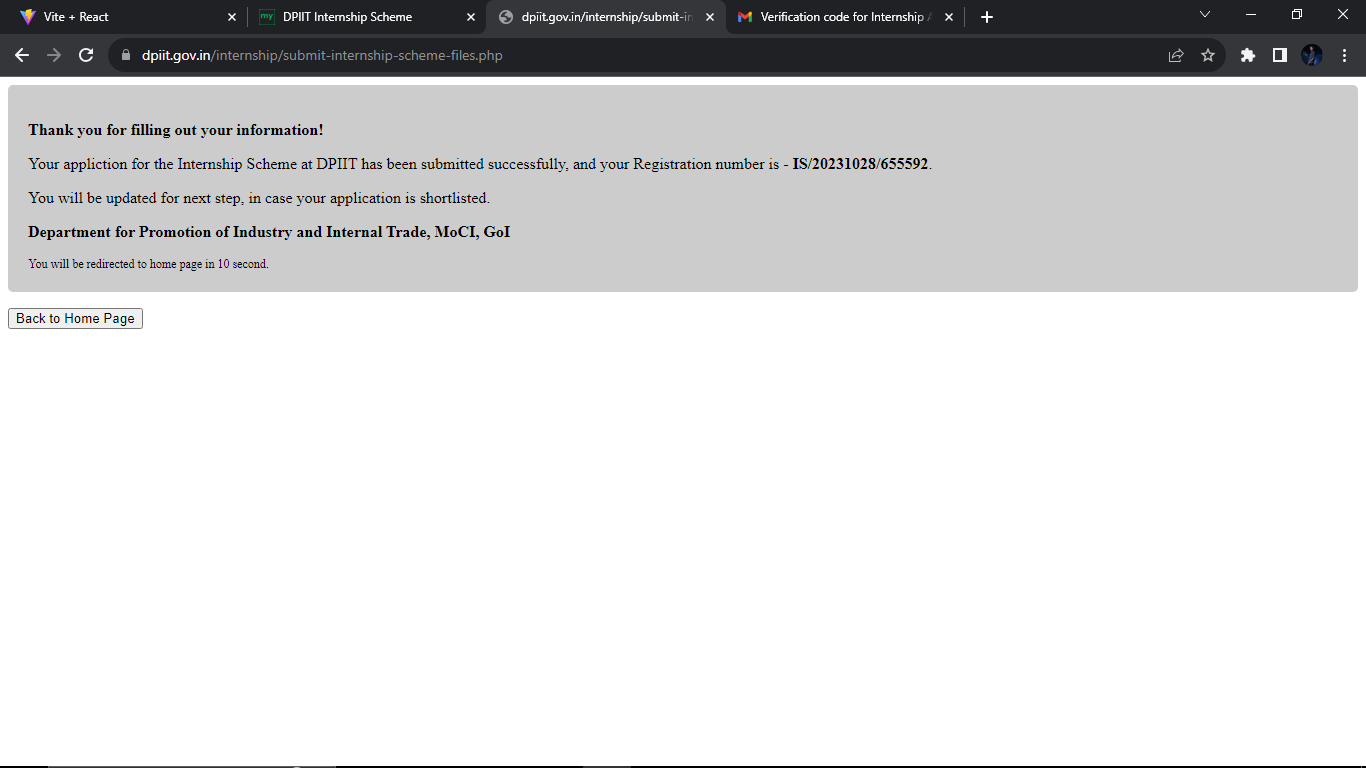 Vite + React
my
DPIIT Internship Scheme
dpiit.gov.in/internship/submit-in
Verification code for Internship A
dpiit.gov.in/internship/submit-internship-scheme-files.php
Thank you for filling out your information!
Your appliction for the Internship Scheme at DPIIT has been submitted successfully, and your Registration number is - IS/20231028/655592.
You will be updated for next step, in case your application is shortlisted.
Department for Promotion of Industry and Internal Trade, MoCI, GoI
You will be redirected to home page in 10 second.
Back to Home Page